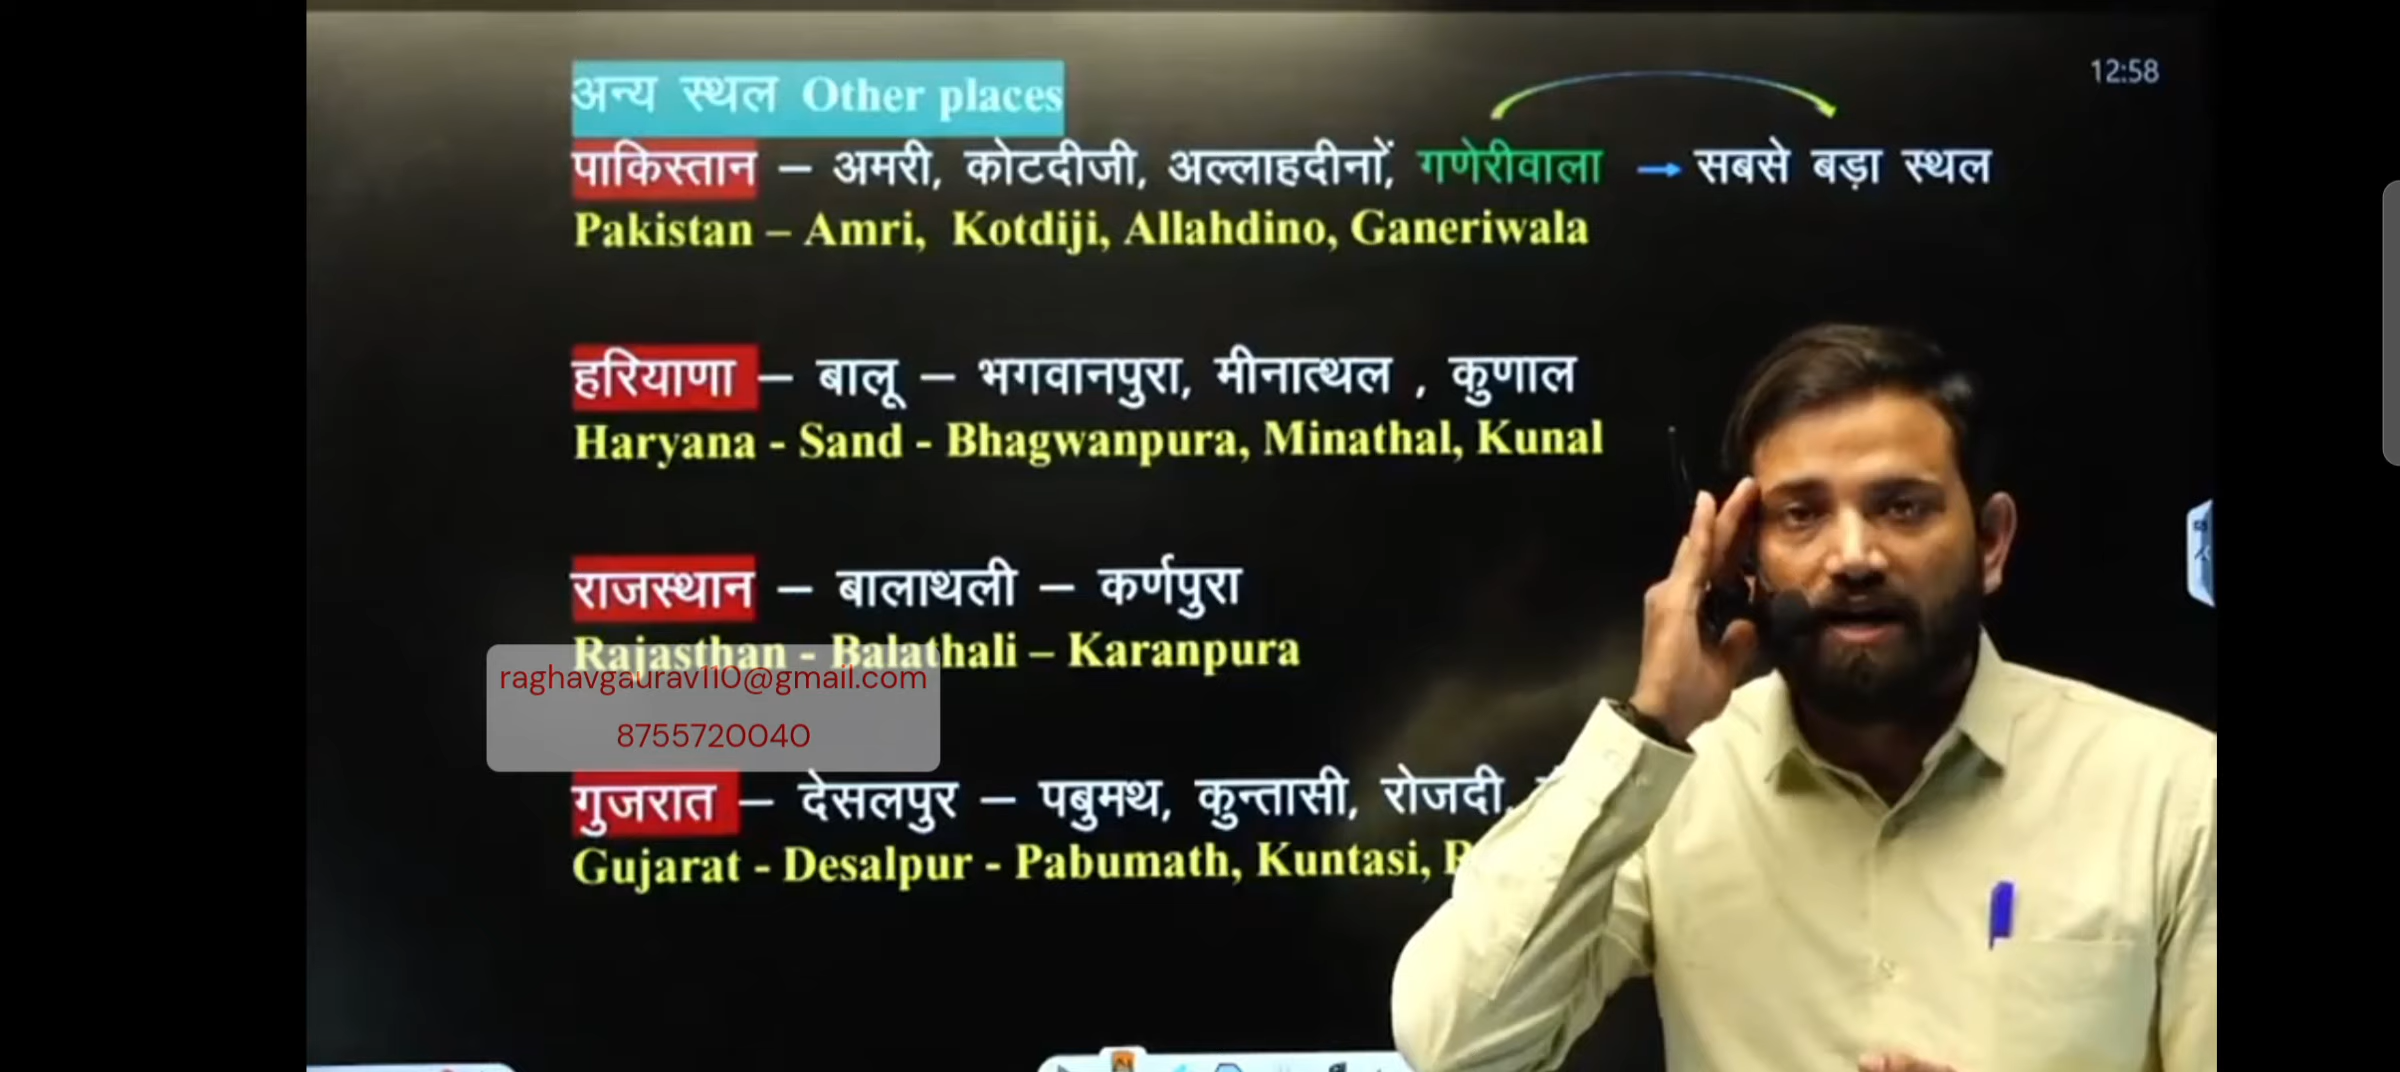 12:58
अन्य स्थल Other places
पाकिस्तान – अमरी, कोटदीजी, अल्लाहदीनों, गणेरीवाला → सबसे बड़ा स्थल
Pakistan – Amri, Kotdiji, Allahdino, Ganeriwala
हरियाणा – बालू – भगवानपुरा, मीनात्थल , कुणाल
Haryana - Sand - Bhagwanpura, Minathal, Kunal
राजस्थान – बालाथली – कर्णपुरा
Rajasthan - Balathali – Karanpura
raghavgaurav110@gmail.com
8755720040
गुजरात – देसलपुर – पबुमथ, कुन्तासी, रोजदी,
Gujarat - Desalpur - Pabumath, Kuntasi,